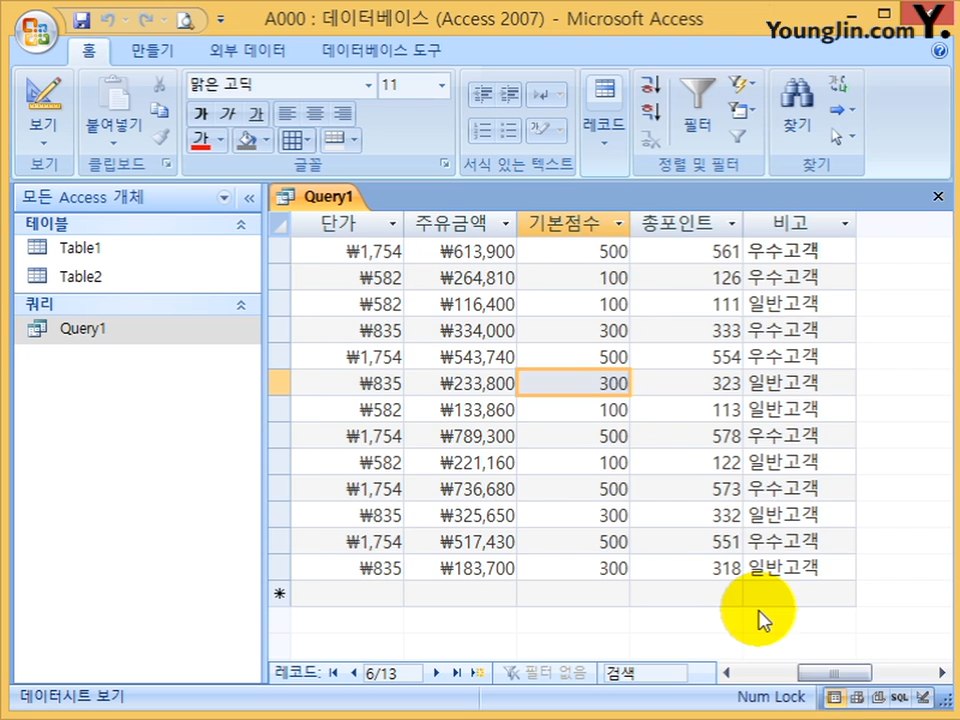 A000 : 데이터베이스 (Access 2007) - Microsoft Access
YoungJin.com Y.
홈 만들기 외부 데이터 데이터베이스 도구
맑은 고딕 11
보기 붙여넣기 가 가 가 레코드 필터 찾기
가
보기 클립보드 글꼴 서식 있는 텍스트 정렬 및 필터 찾기
모든 Access 개체 Query1
테이블 단가 주유금액 기본점수 총포인트 비고
Table1
Table2
쿼리
Query1
₩1,754 ₩613,900 500 561 우수고객
₩582 ₩264,810 100 126 우수고객
₩582 ₩116,400 100 111 일반고객
₩835 ₩334,000 300 333 우수고객
₩1,754 ₩543,740 500 554 우수고객
₩835 ₩233,800 300 323 일반고객
₩582 ₩133,860 100 113 일반고객
₩1,754 ₩789,300 500 578 우수고객
₩582 ₩221,160 100 122 일반고객
₩1,754 ₩736,680 500 573 우수고객
₩835 ₩325,650 300 332 일반고객
₩1,754 ₩517,430 500 551 우수고객
₩835 ₩183,700 300 318 일반고객
레코드: 6/13 필터 없음 검색
데이터시트 보기 Num Lock SQL